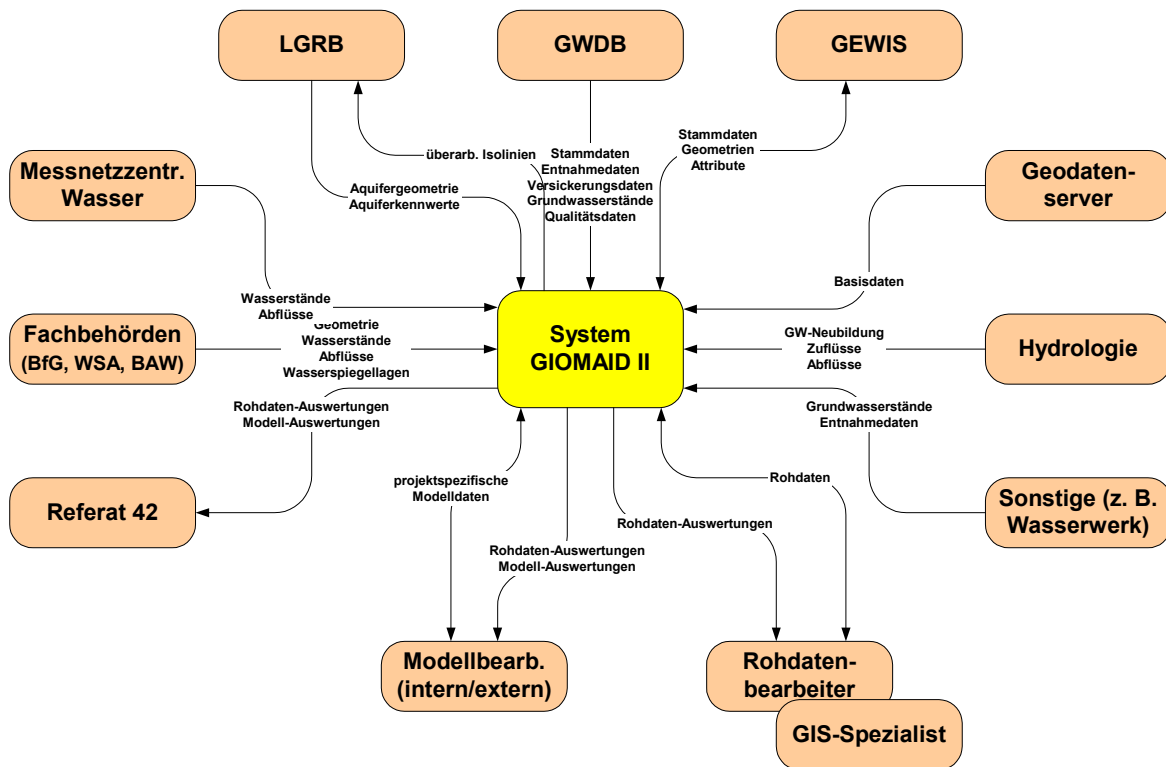 LGRB
GWDB
GEWIS
Stammdaten
Geometrien
Attribute
überarb. Isolinien
Stammdaten
Entnahmedaten
Versickerungsdaten
Grundwasserstände
Qualitätsdaten
Messnetzzentr.
Wasser
Aquifergeometrie
Aquiferkennwerte
Geodaten-
server
Basisdaten
Wasserstände
Abflüsse
Fachbehörden
(BfG, WSA, BAW)
Geometrie
Wasserstände
Abflüsse
Wasserspiegellagen
System
GIOMAID II
GW-Neubildung
Zuflüsse
Abflüsse
Hydrologie
Rohdaten-Auswertungen
Modell-Auswertungen
Grundwasserstände
Entnahmedaten
Referat 42
projektspezifische
Modelldaten
Rohdaten
Sonstige (z. B.
Wasserwerk)
Rohdaten-Auswertungen
Rohdaten-Auswertungen
Modell-Auswertungen
Modellbearb.
(intern/extern)
Rohdaten-
bearbeiter
GIS-Spezialist